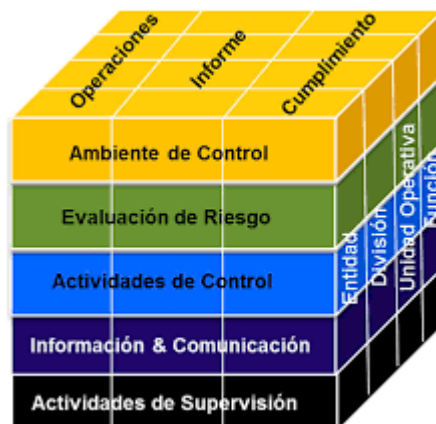 Operaciones
Informe
Cumplimiento
Ambiente de Control
Evaluación de Riesgo
Actividades de Control
Información & Comunicación
Actividades de Supervisión
Entidad
División
Unidad Operativa
Función